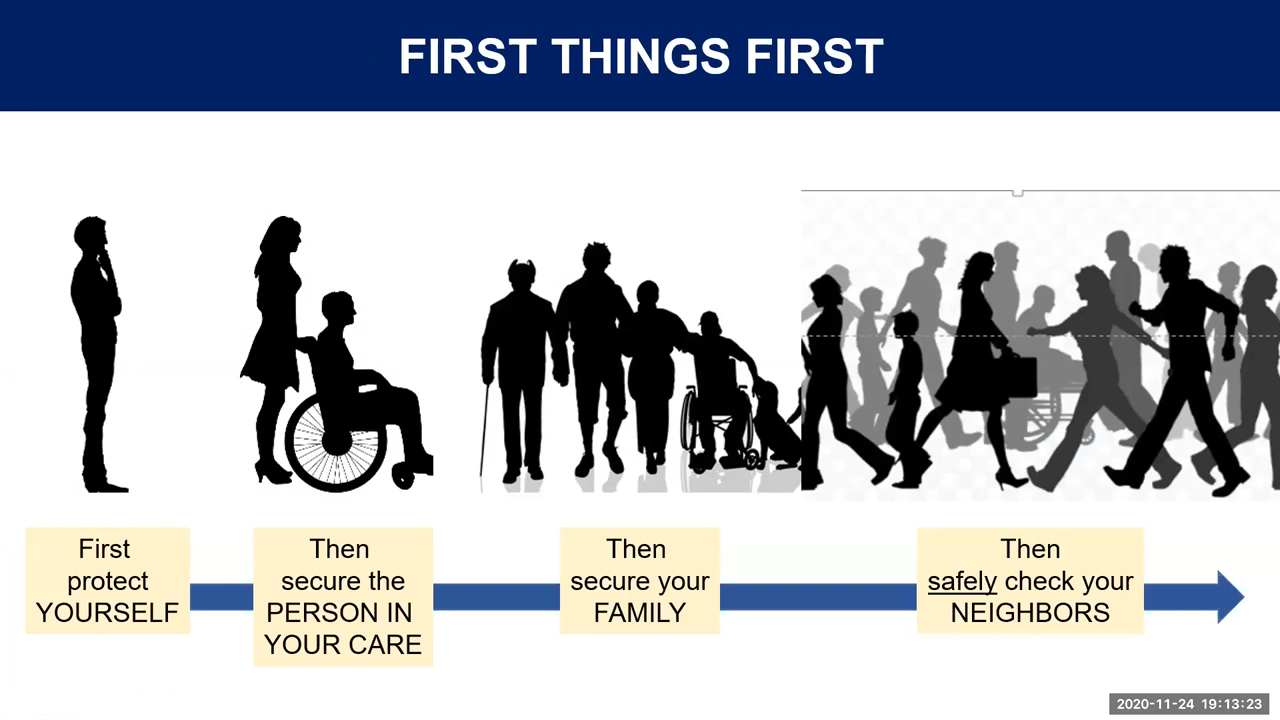 FIRST THINGS FIRST
First
protect
YOURSELF
Then
secure the
PERSON IN
YOUR CARE
Then
secure your
FAMILY
Then
safely check your
NEIGHBORS
2020-11-24 19:13:23